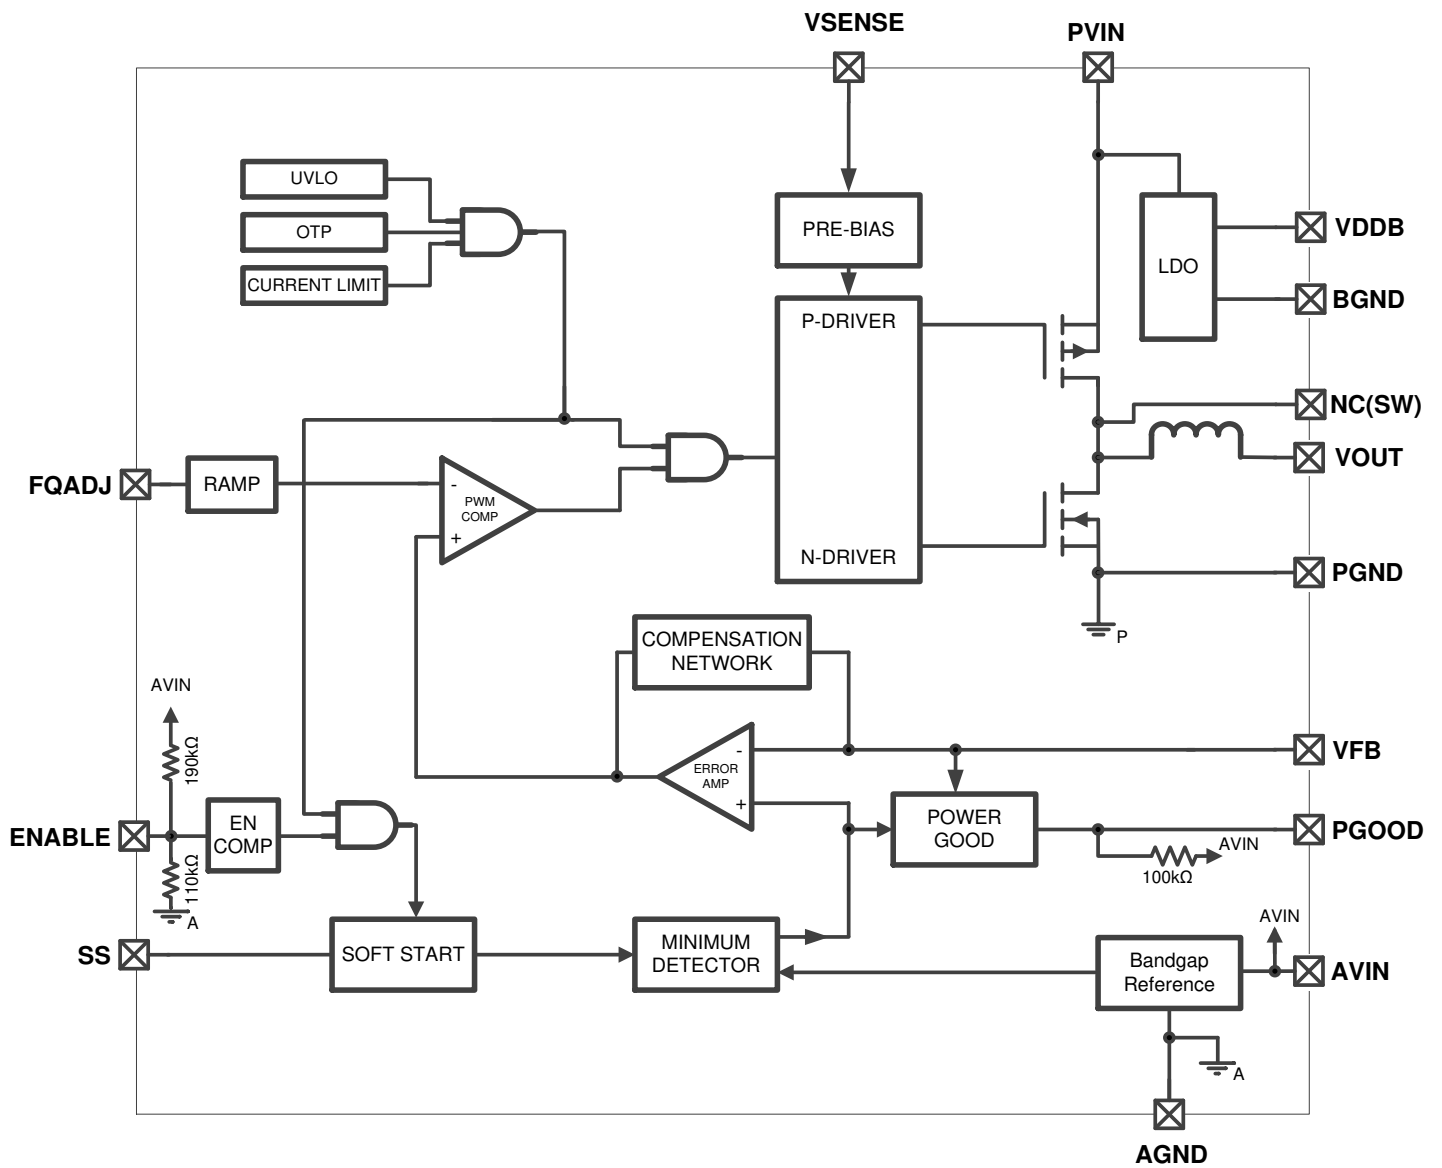 VSENSE
PVIN
UVLO
OTP
CURRENT LIMIT
PRE-BIAS
LDO
VDDB
BGND
P-DRIVER
N-DRIVER
NC(SW)
VOUT
FQADJ
RAMP
-
PWM
COMP
+
PGND
P
COMPENSATION
NETWORK
AVIN
190kΩ
ENABLE
110kΩ
A
EN
COMP
-
ERROR
AMP
+
VFB
POWER
GOOD
PGOOD
AVIN
100kΩ
SS
SOFT START
MINIMUM
DETECTOR
Bandgap
Reference
AVIN
AVIN
A
AGND